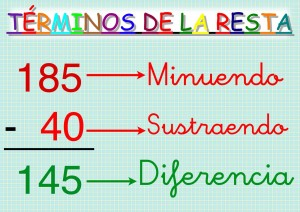 TÉRMINOS DE LA RESTA
185 Minuendo
- 40 Sustraendo
145 Diferencia